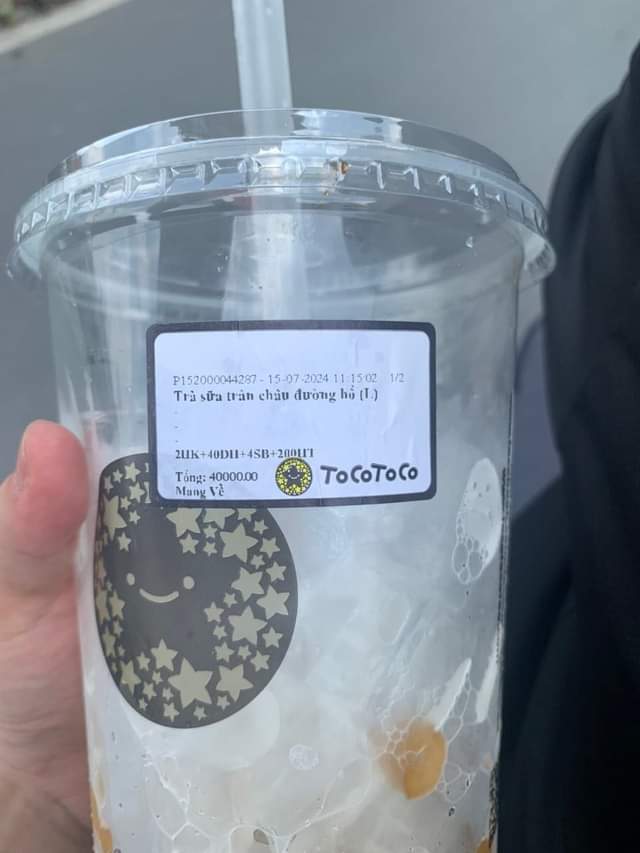 P152000044287 - 15-07-2024 11:15:02 1/2
Trà sữa trân châu đường hổ (L)
-
-
2HK+40DH+4SB+200HT
Tổng: 40000.00
Mang Về
ToCoToCo